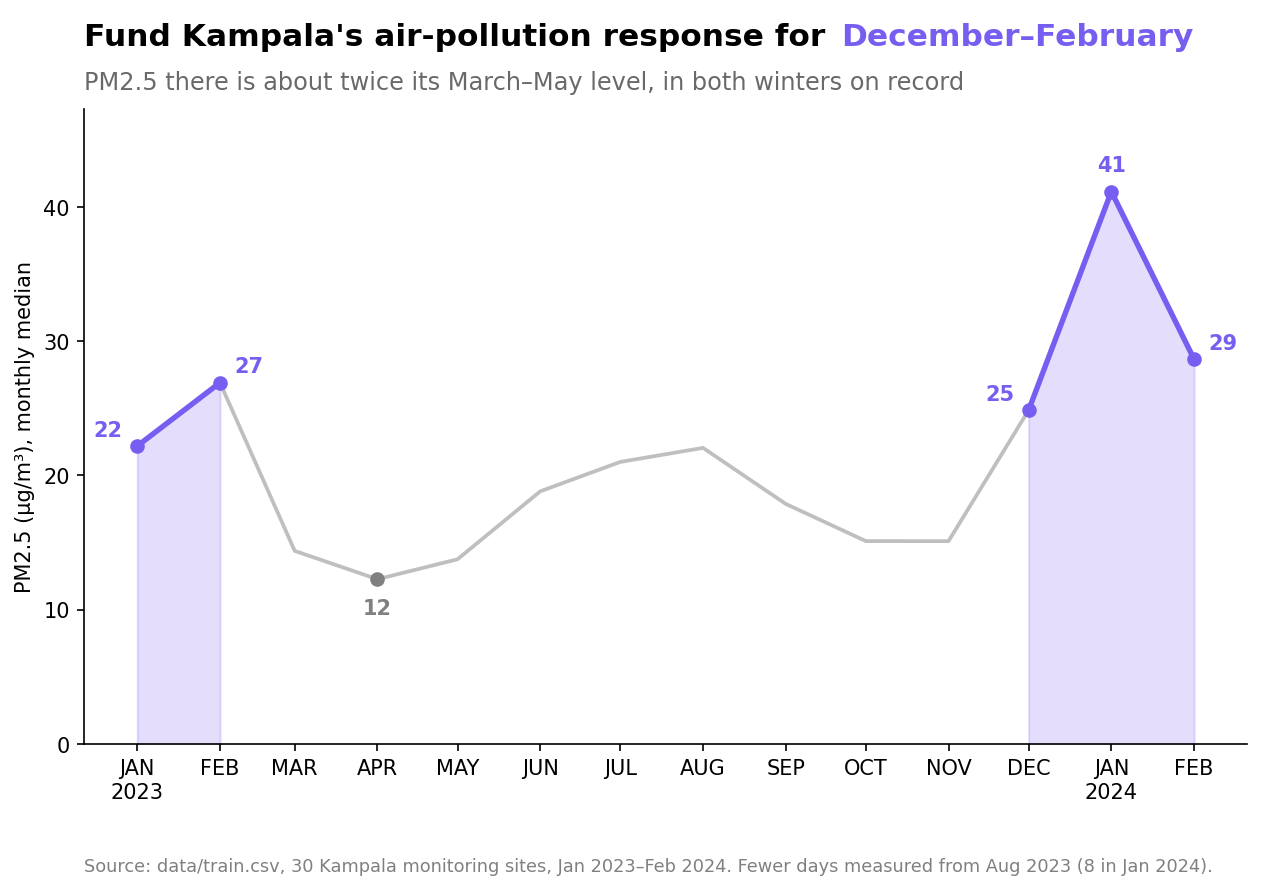 Fund Kampala's air-pollution response for December–February
PM2.5 there is about twice its March–May level, in both winters on record
PM2.5 (µg/m³), monthly median
40
30
20
10
0
22
27
12
25
41
29
JAN FEB MAR APR MAY JUN JUL AUG SEP OCT NOV DEC JAN FEB
2023 2024
Source: data/train.csv, 30 Kampala monitoring sites, Jan 2023–Feb 2024. Fewer days measured from Aug 2023 (8 in Jan 2024).